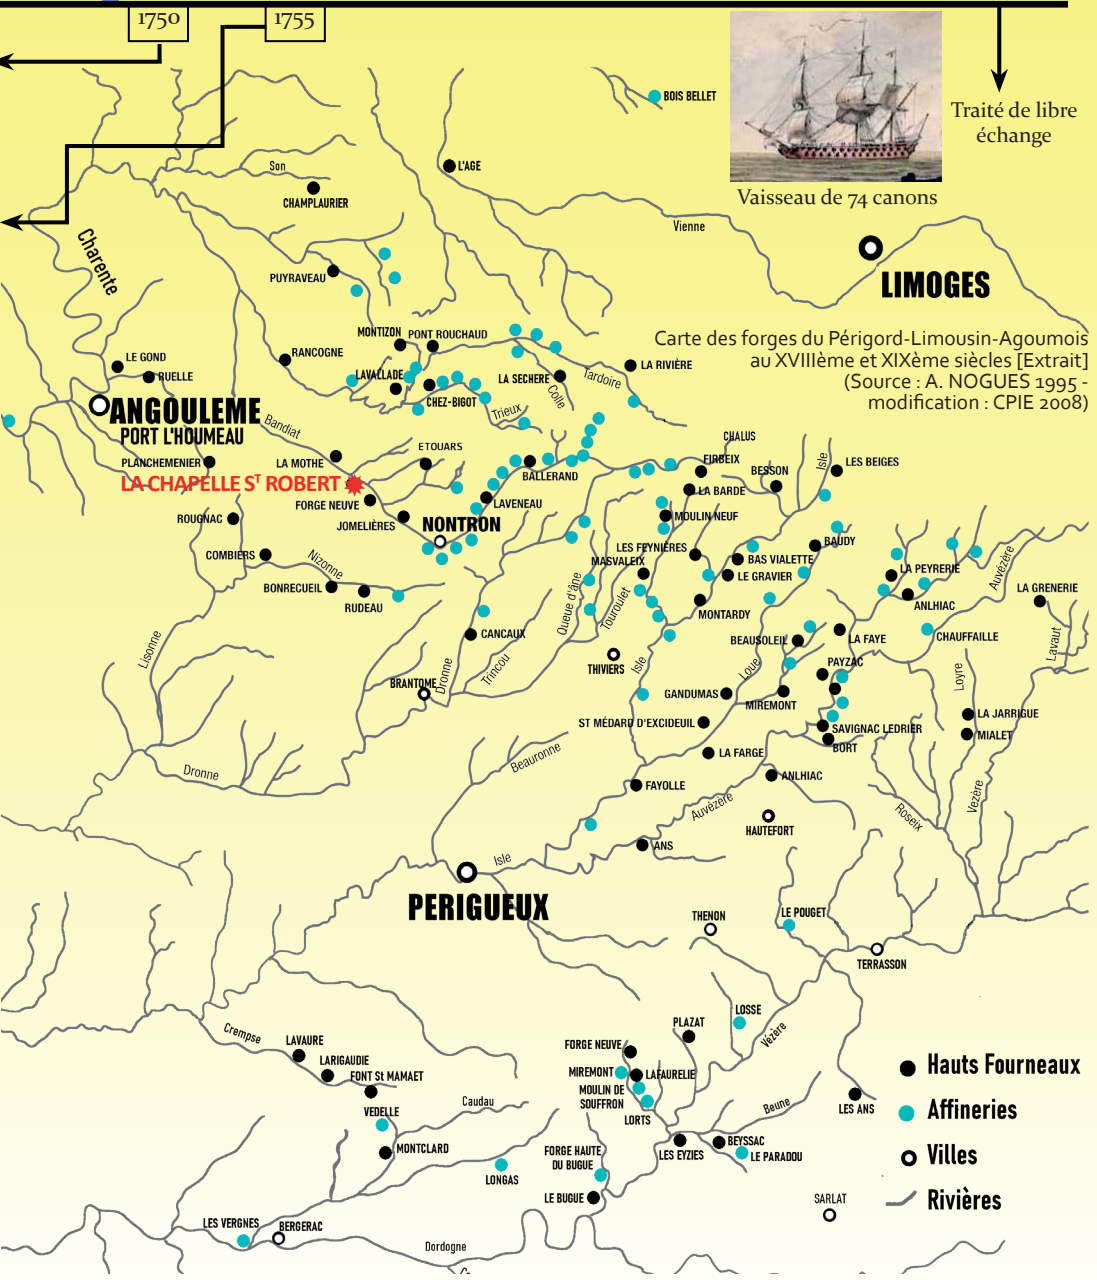 1750
1755
BOIS BELLET
Traité de libre
échange
Vaisseau de 74 canons
Son
L'AGE
CHAMPLAURIER
Vienne
Charente
LIMOGES
PUYRAVEAU
MONTIZON
PONT ROUCHAUD
Carte des forges du Périgord-Limousin-Agoumois
au XVIIIème et XIXème siècles [Extrait]
(Source : A. NOGUES 1995 -
modification : CPIE 2008)
LE GOND
RUELLE
RANCOGNE
LAVALLADE
CHEZ-BIGOT
LA SECHERE
Colle
Tardoire
LA RIVIÈRE
Trieux
ANGOULEME
PORT L'HOUMEAU
Bandiat
PLANCHEMENIER
LA MOTHE
ETOUARS
BALLERAND
CHALUS
FIRBEIX
BESSON
Isle
LES BEIGES
LA CHAPELLE ST ROBERT
FORGE NEUVE
LAVENEAU
LA BARDE
ROUGNAC
JOMELIÈRES
NONTRON
MOULIN NEUF
COMBIERS
Nizonne
LES FEYNIÈRES
MASVALEIX
BAS VIALETTE
BAUDY
LE GRAVIER
LA PEYRERIE
Auvézère
BONRECUEIL
RUDEAU
Queue d'âne
Touroulet
MONTARDY
ANLHIAC
LA GRENERIE
Lisonne
CANCAUX
BEAUSOLEIL
LA FAYE
CHAUFFAILLE
Lavaut
BRANTOME
Dronne
Trincou
THIVIERS
Isle
Loue
PAYZAC
Loyre
GANDUMAS
MIREMONT
ST MÉDARD D'EXCIDEUIL
SAVIGNAC LEDRIER
BORT
LA JARRIGUE
MIALET
Beauronne
LA FARGE
Dronne
FAYOLLE
ANLHIAC
Auvézère
HAUTEFORT
Roseix
Vezère
ANS
Isle
PERIGUEUX
THENON
LE POUGET
TERRASSON
LOSSE
PLAZAT
Vézère
Crempse
LAVAURE
LARIGAUDIE
FONT St MAMAET
FORGE NEUVE
MIREMONT
LAFAURELIE
MOULIN DE
SOUFFRON
LORTS
Hauts Fourneaux
VEDELLE
Caudau
Beune
LES ANS
Affineries
MONTCLARD
LES EYZIES
BEYSSAC
LE PARADOU
FORGE HAUTE
DU BUGUE
Villes
LONGAS
LE BUGUE
SARLAT
Rivières
LES VERGNES
BERGERAC
Dordogne